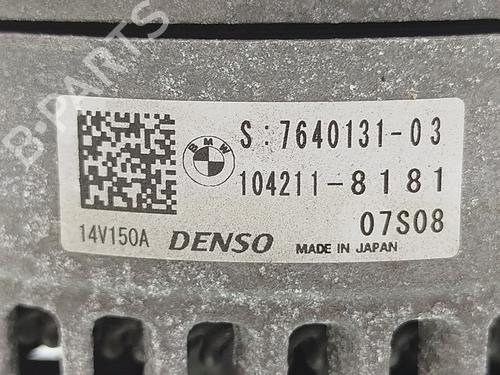 B-PARTS
BMW
S:7640131-03
104211-8181
07S08
14V150A DENSO MADE IN JAPAN